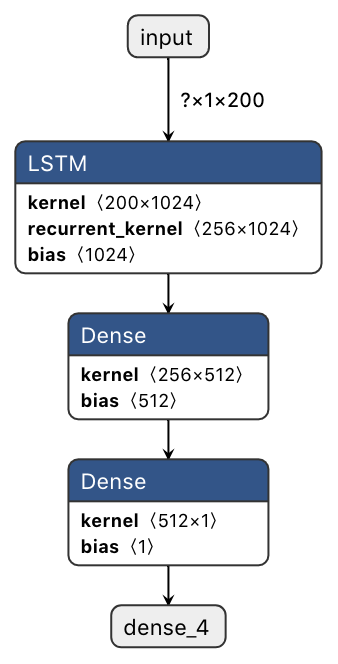 input
?×1×200
LSTM
kernel 〈200×1024〉
recurrent_kernel 〈256×1024〉
bias 〈1024〉
Dense
kernel 〈256×512〉
bias 〈512〉
Dense
kernel 〈512×1〉
bias 〈1〉
dense_4